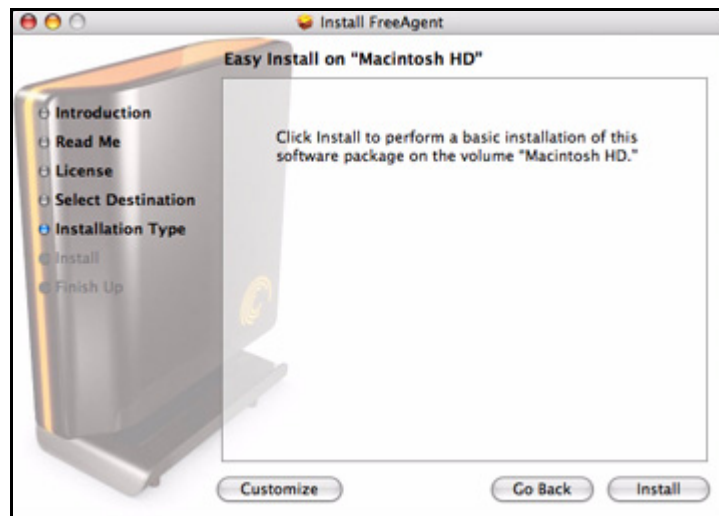 Install FreeAgent
Easy Install on “Macintosh HD”
Introduction
Read Me
License
Select Destination
Installation Type
Install
Finish Up
Click Install to perform a basic installation of this
software package on the volume “Macintosh HD.”
Customize
Go Back
Install